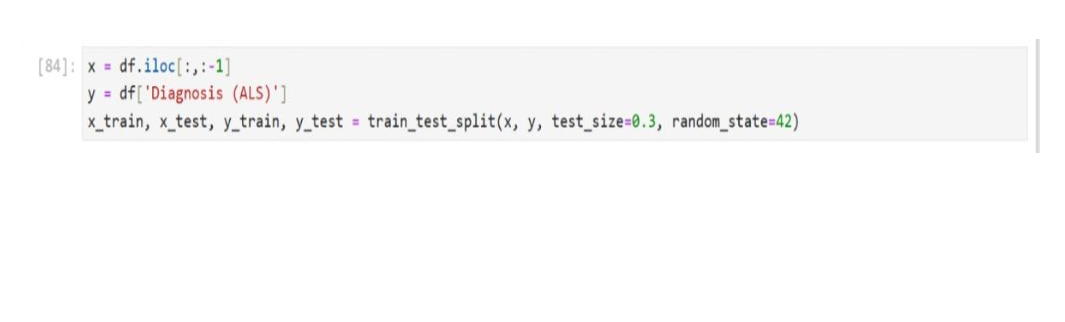 [84]: x = df.iloc[:,:-1]
y = df['Diagnosis (ALS)']
x_train, x_test, y_train, y_test = train_test_split(x, y, test_size=0.3, random_state=42)